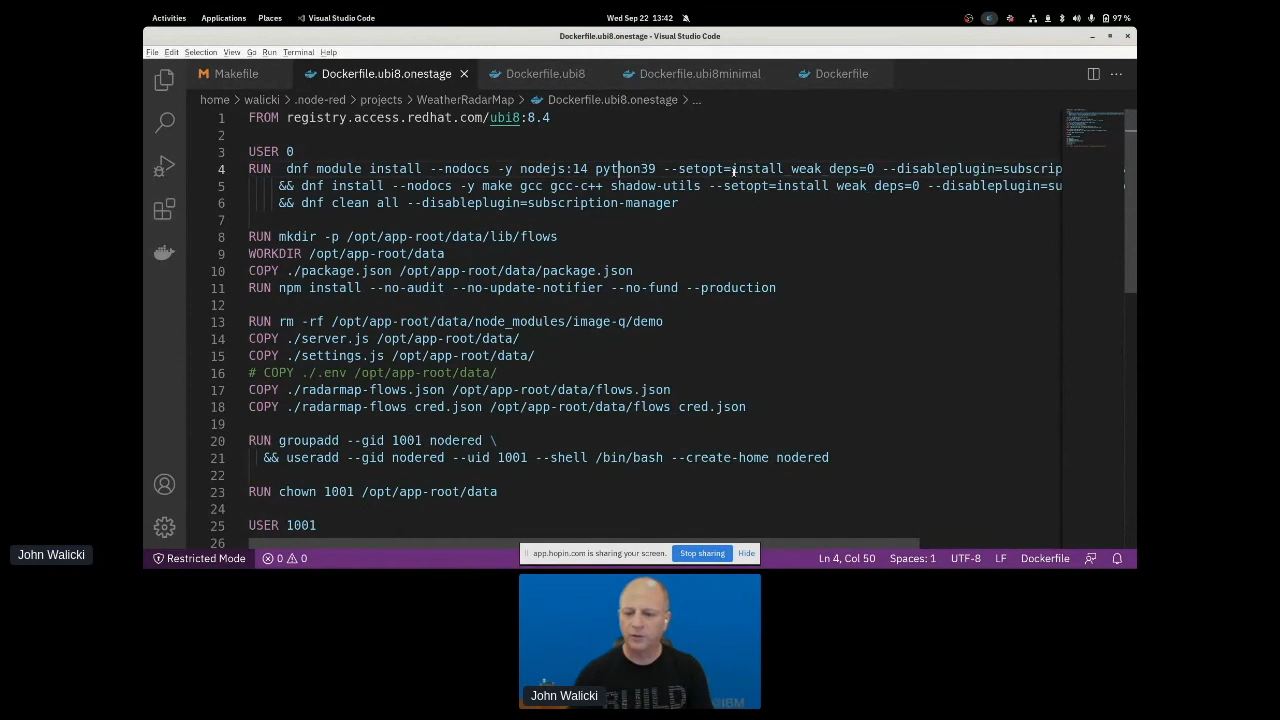 Activities Applications Places Visual Studio Code Wed Sep 22 13:42 97 %
Dockerfile.ubi8.onestage - Visual Studio Code
File Edit Selection View Go Run Terminal Help
Makefile Dockerfile.ubi8.onestage Dockerfile.ubi8 Dockerfile.ubi8minimal Dockerfile
home > walicki > .node-red > projects > WeatherRadarMap > Dockerfile.ubi8.onestage > ...
1 FROM registry.access.redhat.com/ubi8:8.4
2
3 USER 0
4 RUN dnf module install --nodocs -y nodejs:14 python39 --setopt=install_weak_deps=0 --disableplugin=subscrip
5 && dnf install --nodocs -y make gcc gcc-c++ shadow-utils --setopt=install_weak_deps=0 --disableplugin=su
6 && dnf clean all --disableplugin=subscription-manager
7
8 RUN mkdir -p /opt/app-root/data/lib/flows
9 WORKDIR /opt/app-root/data
10 COPY ./package.json /opt/app-root/data/package.json
11 RUN npm install --no-audit --no-update-notifier --no-fund --production
12
13 RUN rm -rf /opt/app-root/data/node_modules/image-q/demo
14 COPY ./server.js /opt/app-root/data/
15 COPY ./settings.js /opt/app-root/data/
16 # COPY ./.env /opt/app-root/data/
17 COPY ./radarmap-flows.json /opt/app-root/data/flows.json
18 COPY ./radarmap-flows_cred.json /opt/app-root/data/flows_cred.json
19
20 RUN groupadd --gid 1001 nodered \
21 && useradd --gid nodered --uid 1001 --shell /bin/bash --create-home nodered
22
23 RUN chown 1001 /opt/app-root/data
24
25 USER 1001
26
app.hopin.com is sharing your screen. Stop sharing Hide
John Walicki
Restricted Mode 0 0 Ln 4, Col 50 Spaces: 1 UTF-8 LF Dockerfile
BUILD
IBM
John Walicki